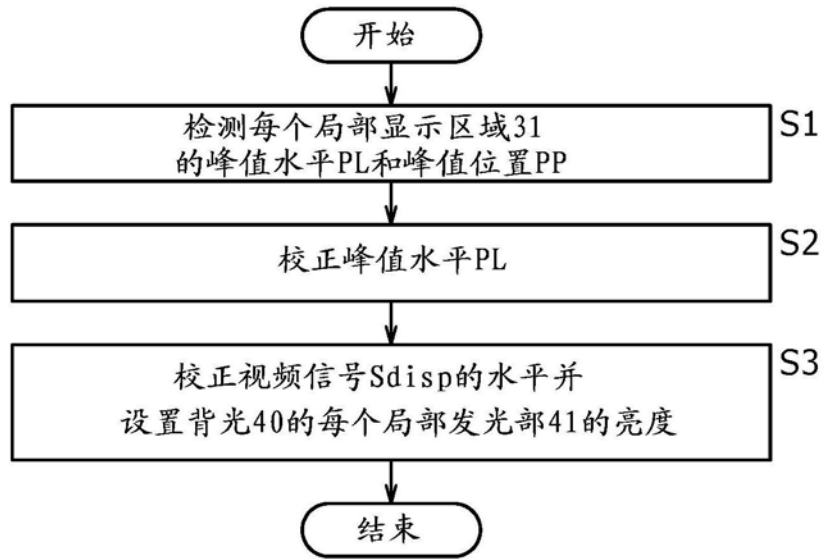 开始
检测每个局部显示区域31
的峰值水平PL和峰值位置PP
S1
校正峰值水平PL
S2
校正视频信号Sdisp的水平并
设置背光40的每个局部发光部41的亮度
S3
结束